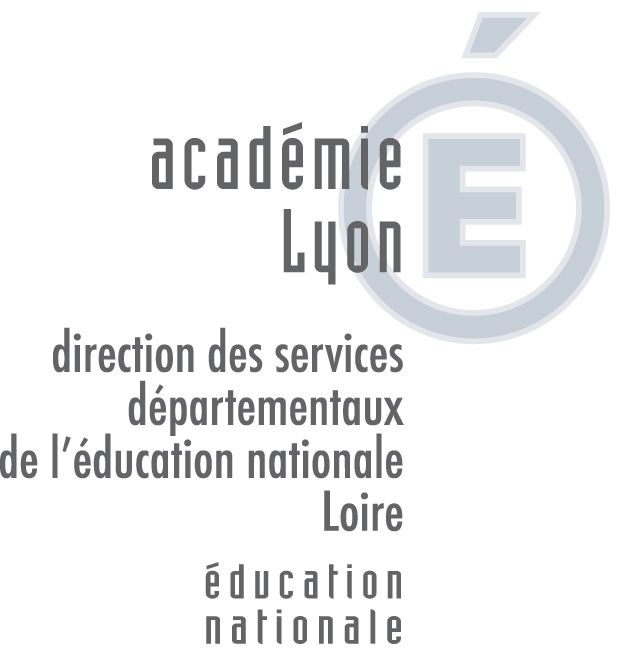 É
académie
Lyon
direction des services
départementaux
de l'éducation nationale
Loire
éducation
nationale